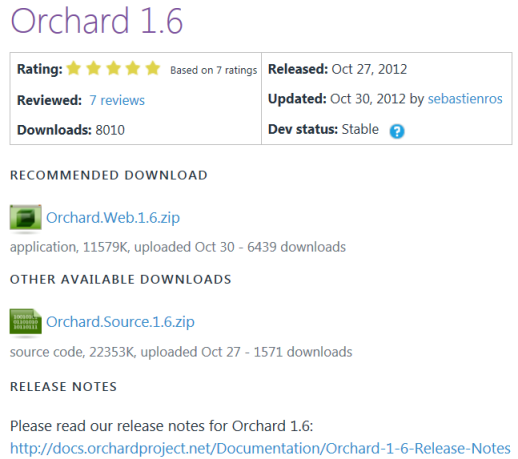 Orchard 1.6
Rating: Based on 7 ratings
Released: Oct 27, 2012
Reviewed: 7 reviews
Updated: Oct 30, 2012 by sebastienros
Downloads: 8010
Dev status: Stable ?
RECOMMENDED DOWNLOAD
Orchard.Web.1.6.zip
application, 11579K, uploaded Oct 30 - 6439 downloads
OTHER AVAILABLE DOWNLOADS
Orchard.Source.1.6.zip
source code, 22353K, uploaded Oct 27 - 1571 downloads
RELEASE NOTES
Please read our release notes for Orchard 1.6:
http://docs.orchardproject.net/Documentation/Orchard-1-6-Release-Notes